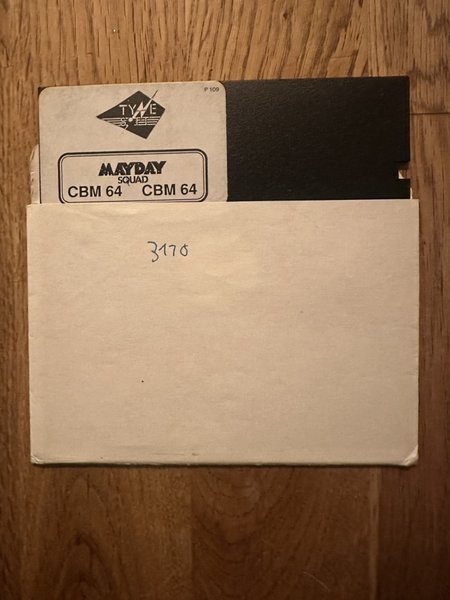 P 109
TYNE
SOFT
MAYDAY
SQUAD
CBM 64 CBM 64
3170